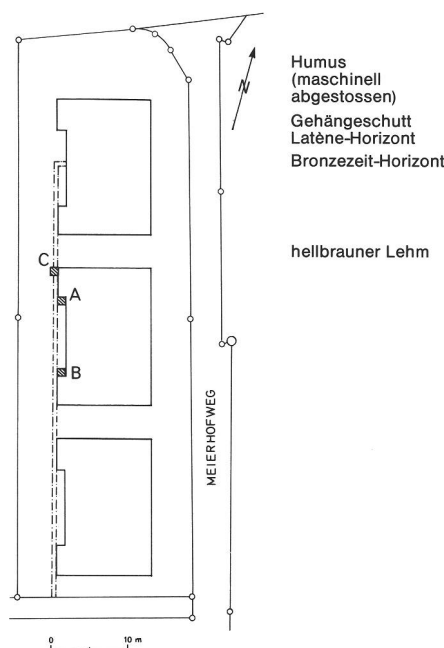 N
Humus
(maschinell
abgestossen)
Gehängeschutt
Latène-Horizont
Bronzezeit-Horizont
hellbrauner Lehm
C
A
B
MEIERHOFWEG
0 10 m